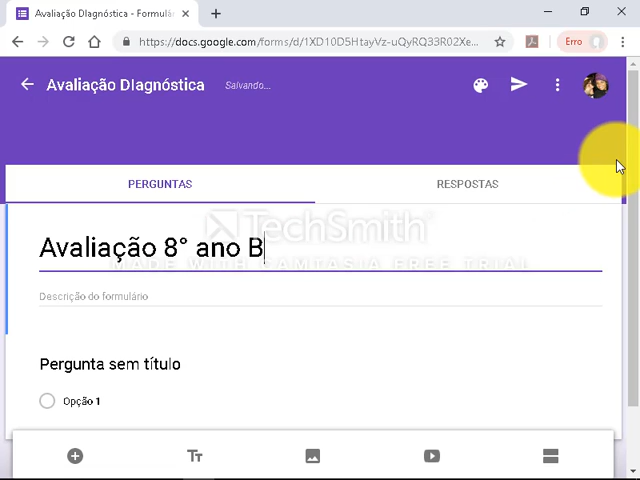 Avaliação DIagnóstica - Formulár
https://docs.google.com/forms/d/1XD10D5HtayVz-uQyRQ33R02Xe...
Erro
Avaliação DIagnóstica
Salvando...
PERGUNTAS
RESPOSTAS
TechSmith
Avaliação 8° ano B
MADE WITH CAMTASIA FREE TRIAL
Descrição do formulário
Pergunta sem título
Opção 1
Tт